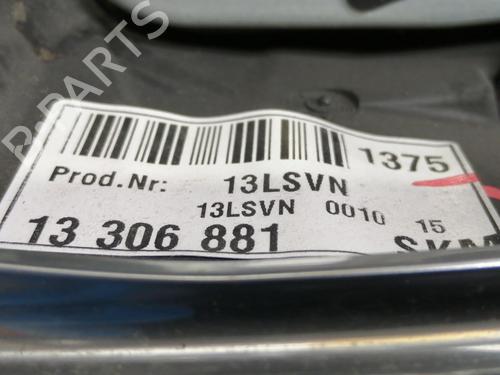 B-PARTS
1375
Prod.Nr: 13LSVN
13LSVN 0010 15
13 306 881